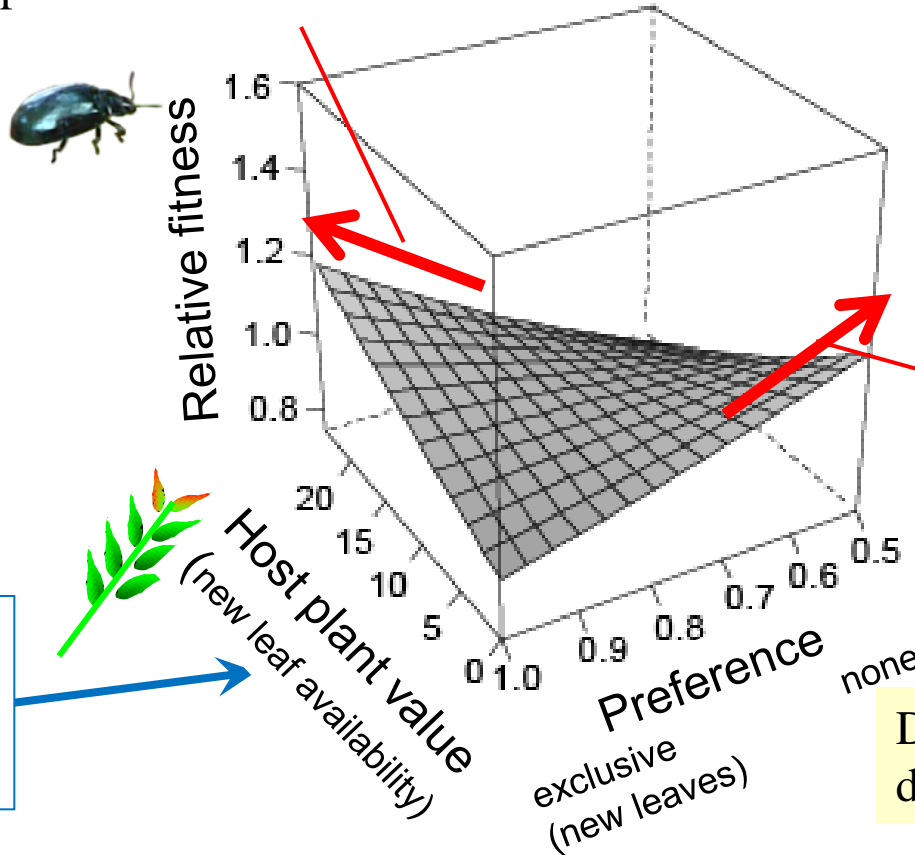 Relative fitness
1.6
1.4
1.2
1.0
0.8
20
15
10
5
0
Host plant value
(new leaf availability)
1.0
0.9
0.8
0.7
0.6
0.5
Preference
exclusive
(new leaves)
none
D
d